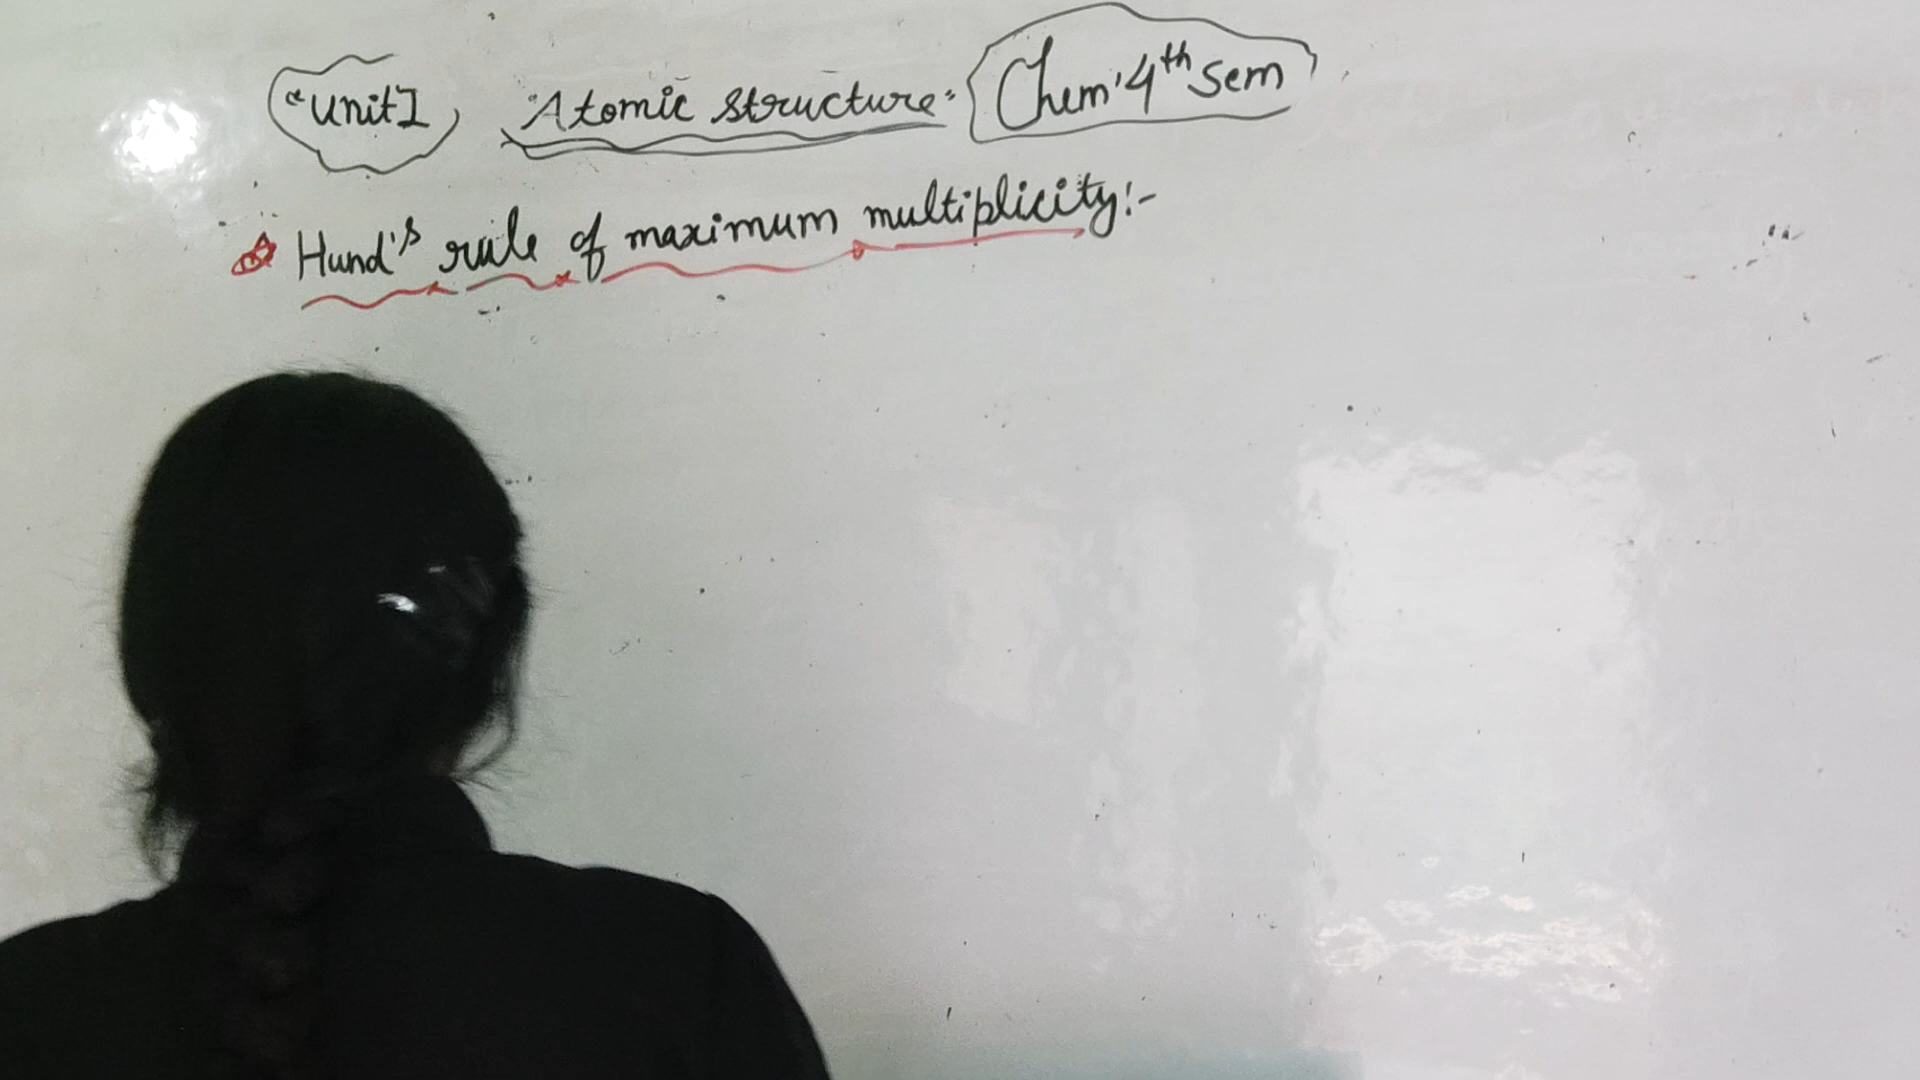 "Unit I "Atomic structure" Chem' 4th Sem
Hund's rule of maximum multiplicity:-